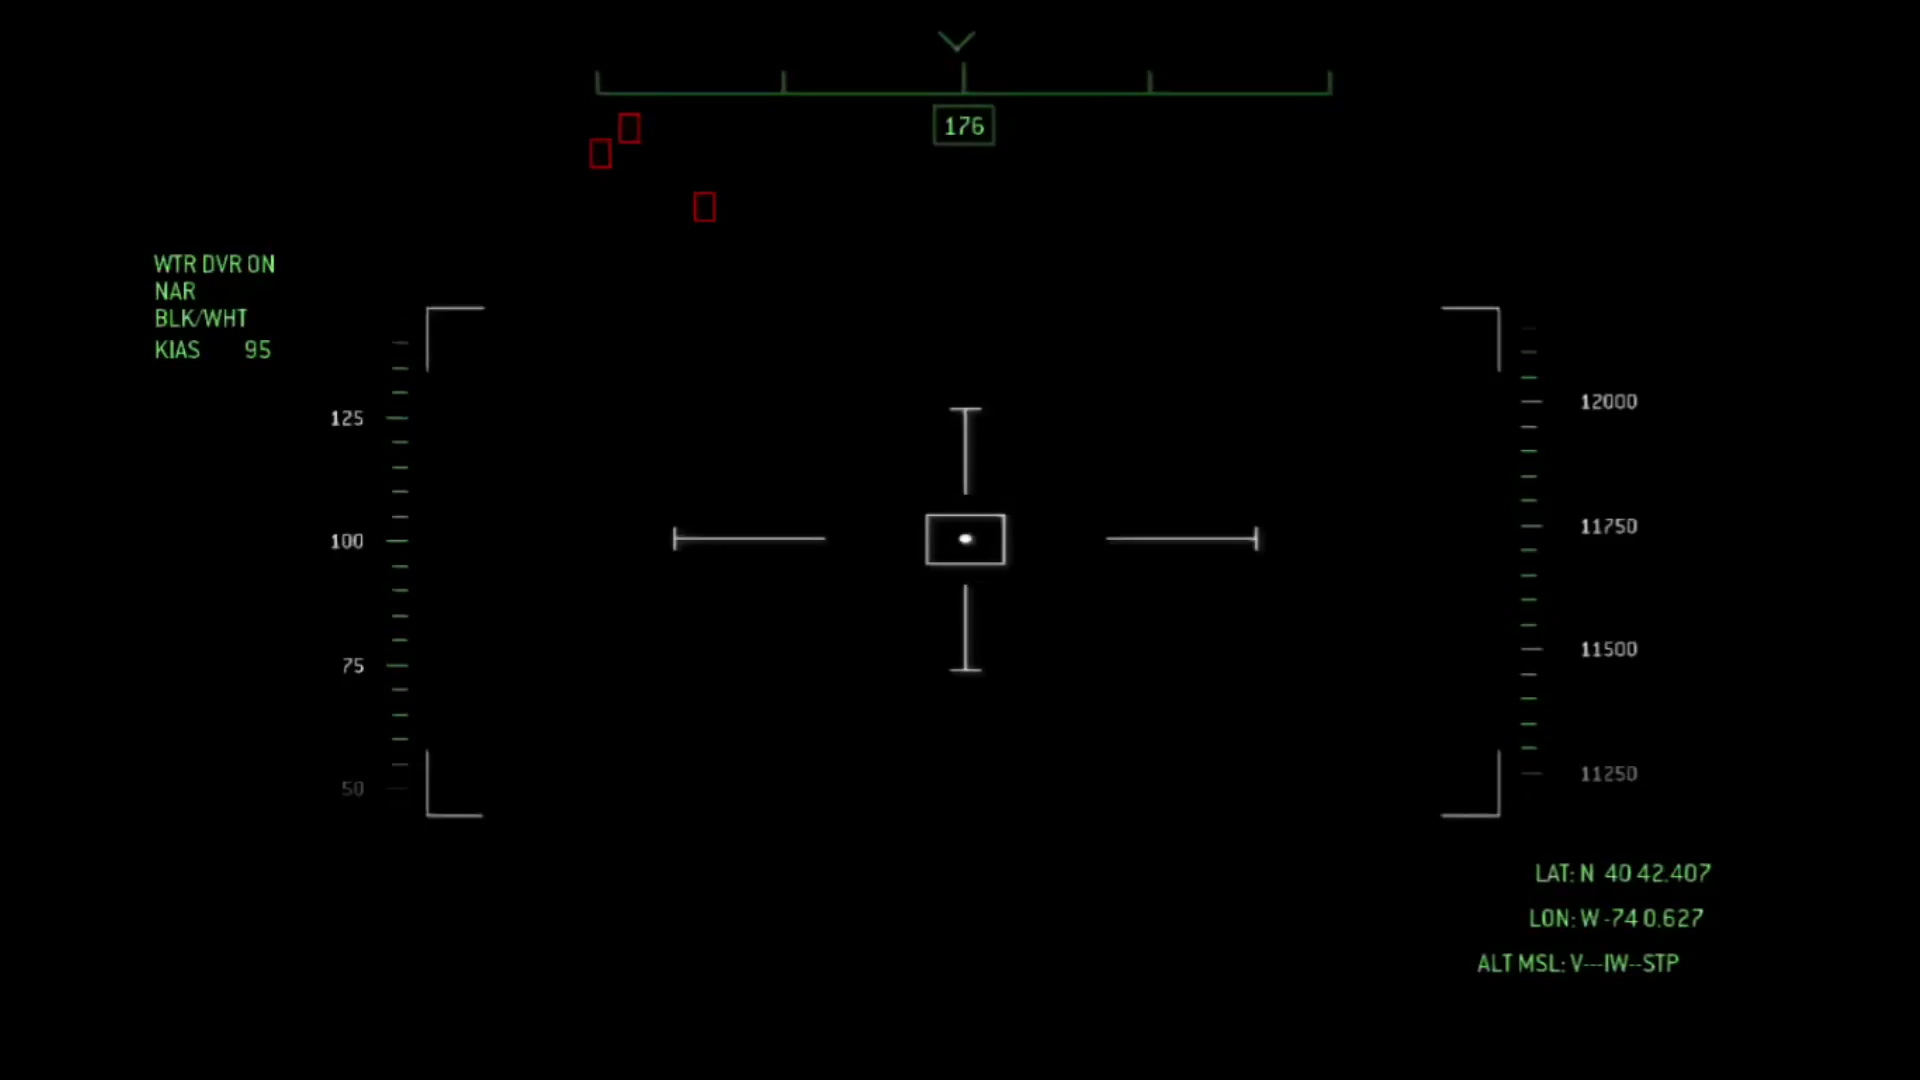 176
WTR DVR ON
NAR
BLK/WHT
KIAS 95
125
100
75
50
12000
11750
11500
11250
LAT: N 40 42.407
LON: W -74 0.627
ALT MSL: V---IW--STP